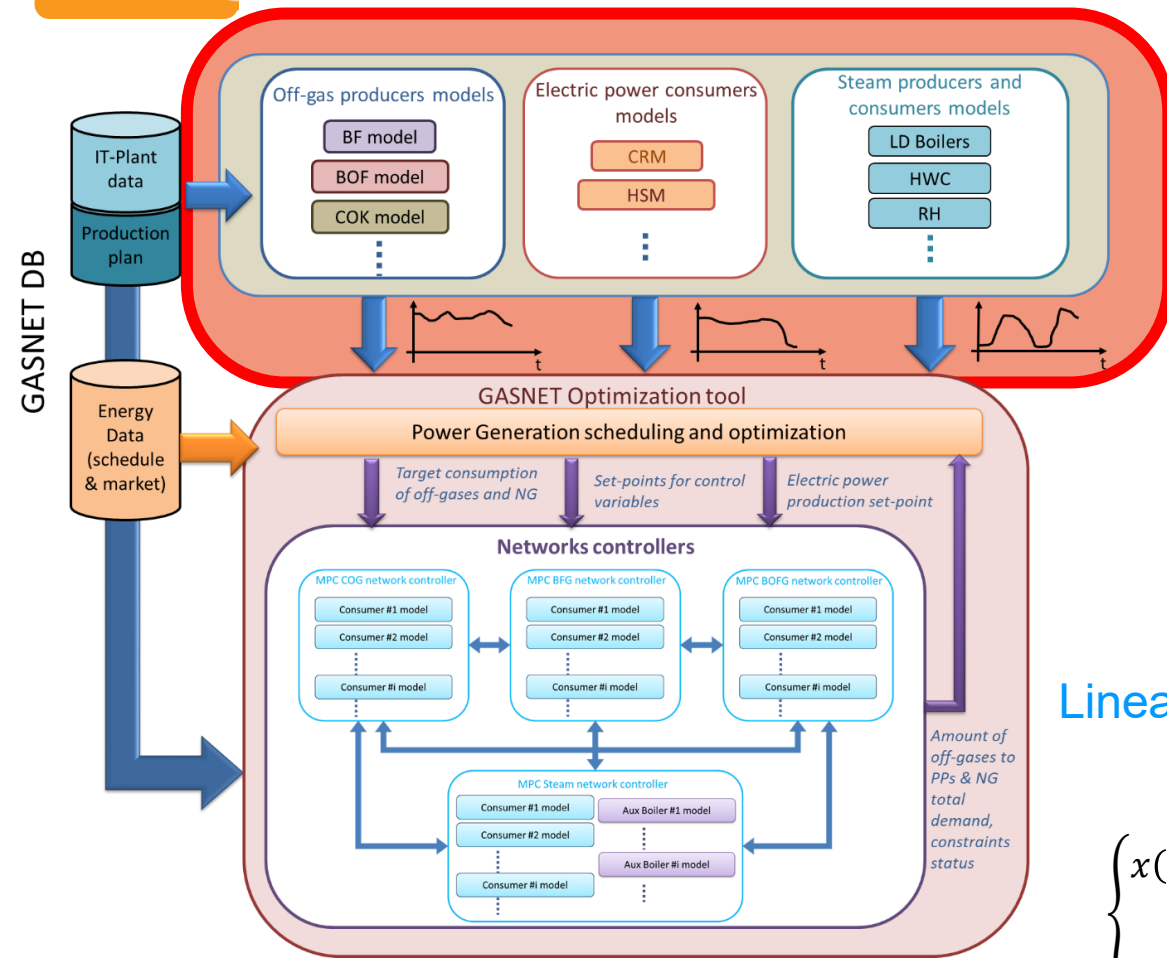 Off-gas producers models
BF model
BOF model
COK model
Electric power consumers
models
CRM
HSM
Steam producers and
consumers models
LD Boilers
HWC
RH
IT-Plant
data
Production
plan
GASNET DB
t
t
t
Energy
Data
(schedule
& market)
GASNET Optimization tool
Power Generation scheduling and optimization
Target consumption
of off-gases and NG
Set-points for control
variables
Electric power
production set-point
Networks controllers
MPC COG network controller
Consumer #1 model
Consumer #2 model
Consumer #i model
MPC BFG network controller
Consumer #1 model
Consumer #2 model
Consumer #i model
MPC BOFG network controller
Consumer #1 model
Consumer #2 model
Consumer #i model
MPC Steam network controller
Consumer #1 model
Consumer #2 model
Consumer #i model
Aux Boiler #1 model
Aux Boiler #i model
Amount of
off-gases to
PPs & NG
total
demand,
constraints
status
Linea
x(